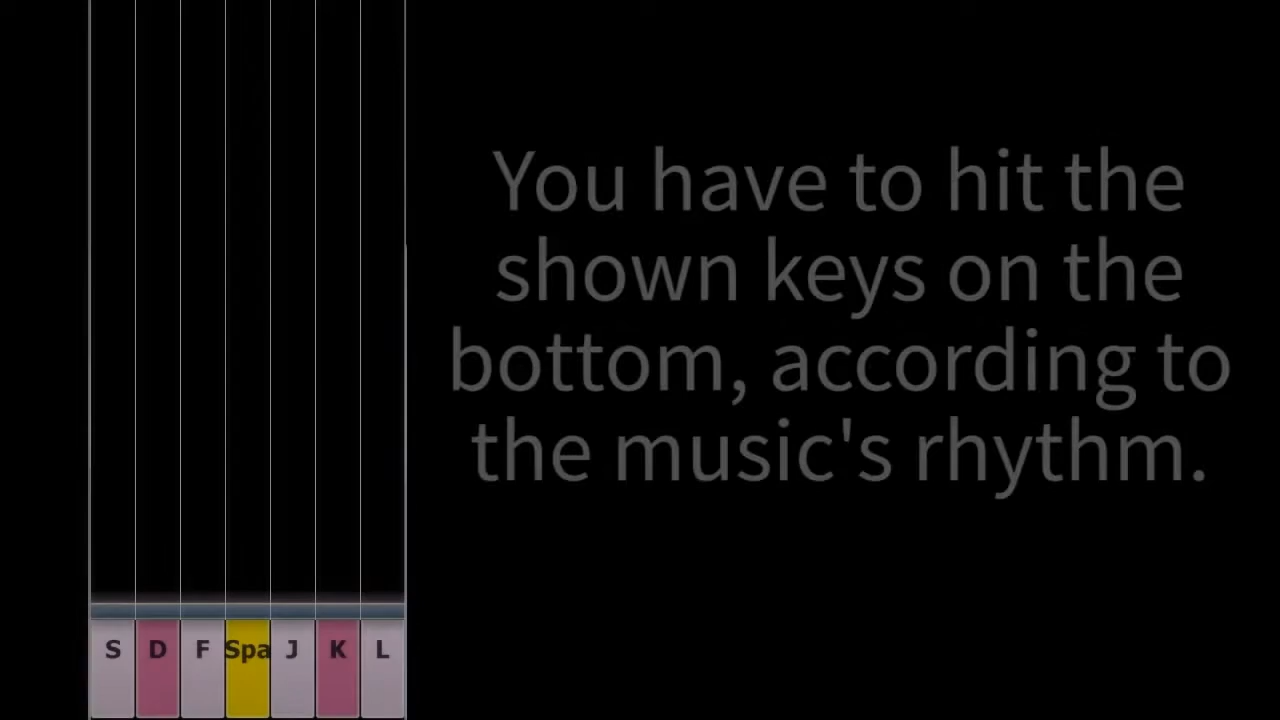 You have to hit the
shown keys on the
bottom, according to
the music's rhythm.
S D F Spa J K L